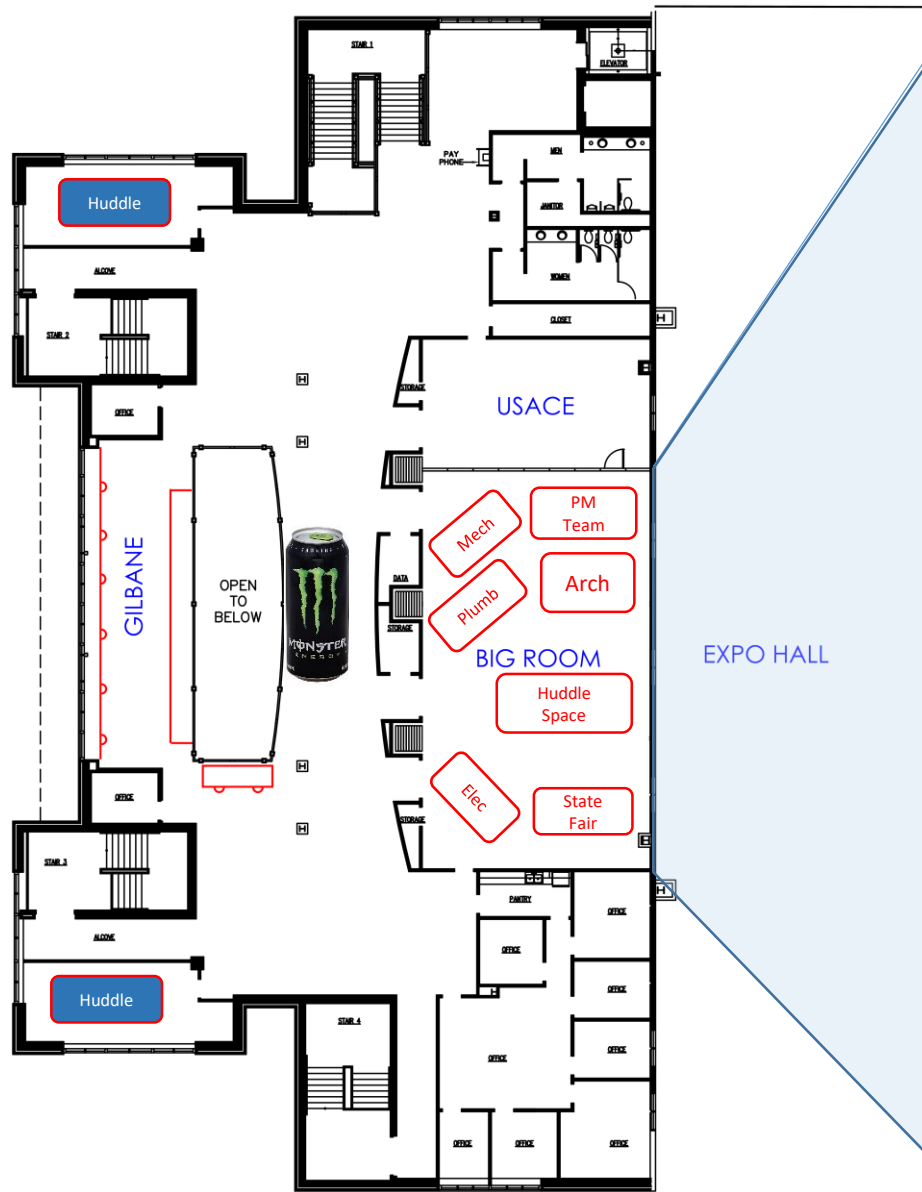 STAIR 1
ELEVATOR
PAY
PHONE
MEN
JANITOR
WOMEN
CLOSET
Huddle
ALCOVE
STAIR 2
OFFICE
STORAGE
USACE
H
H
H
H
GILBANE
OPEN
TO
BELOW
MONSTER
ENERGY
DATA
STORAGE
Mech
PM
Team
Plumb
Arch
BIG ROOM
EXPO HALL
Huddle
Space
Elec
State
Fair
STORAGE
OFFICE
H
H
H
STAIR 3
ALCOVE
Huddle
PANTRY
OFFICE
OFFICE
OFFICE
H
OFFICE
OFFICE
STAIR 4
OFFICE
OFFICE
OFFICE